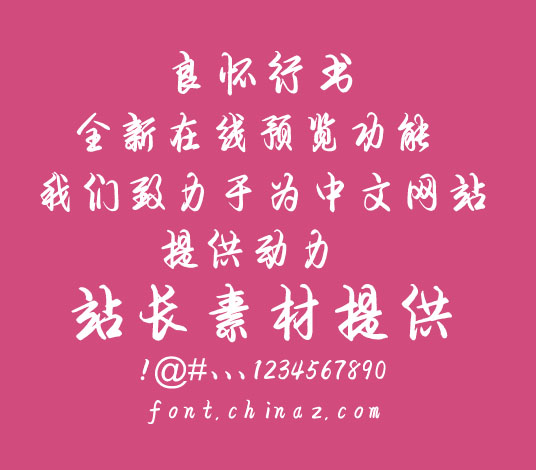 良怀行书
全新在线预览功能
我们致力于为中文网站
提供动力
站长素材提供
!@#、、、1234567890
font.chinaz.com